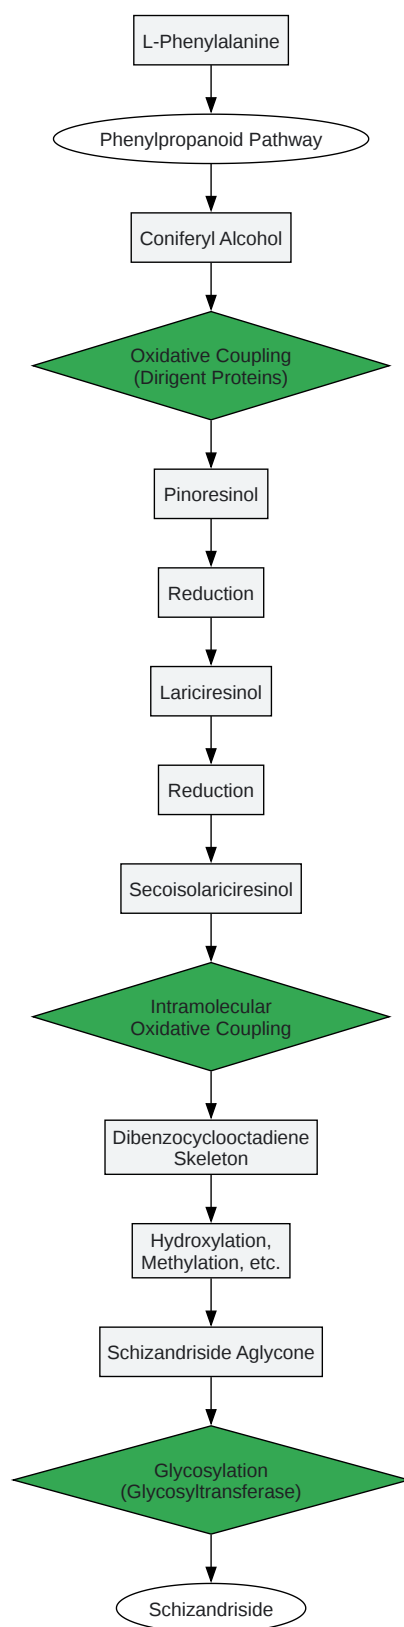 L-Phenylalanine
Phenylpropanoid Pathway
Coniferyl Alcohol
Oxidative Coupling
(Dirigent Proteins)
Pinoresinol
Reduction
Lariciresinol
Reduction
Secoisolariciresinol
Intramolecular
Oxidative Coupling
Dibenzocyclooctadiene
Skeleton
Hydroxylation,
Methylation, etc.
Schizandriside Aglycone
Glycosylation
(Glycosyltransferase)
Schizandriside